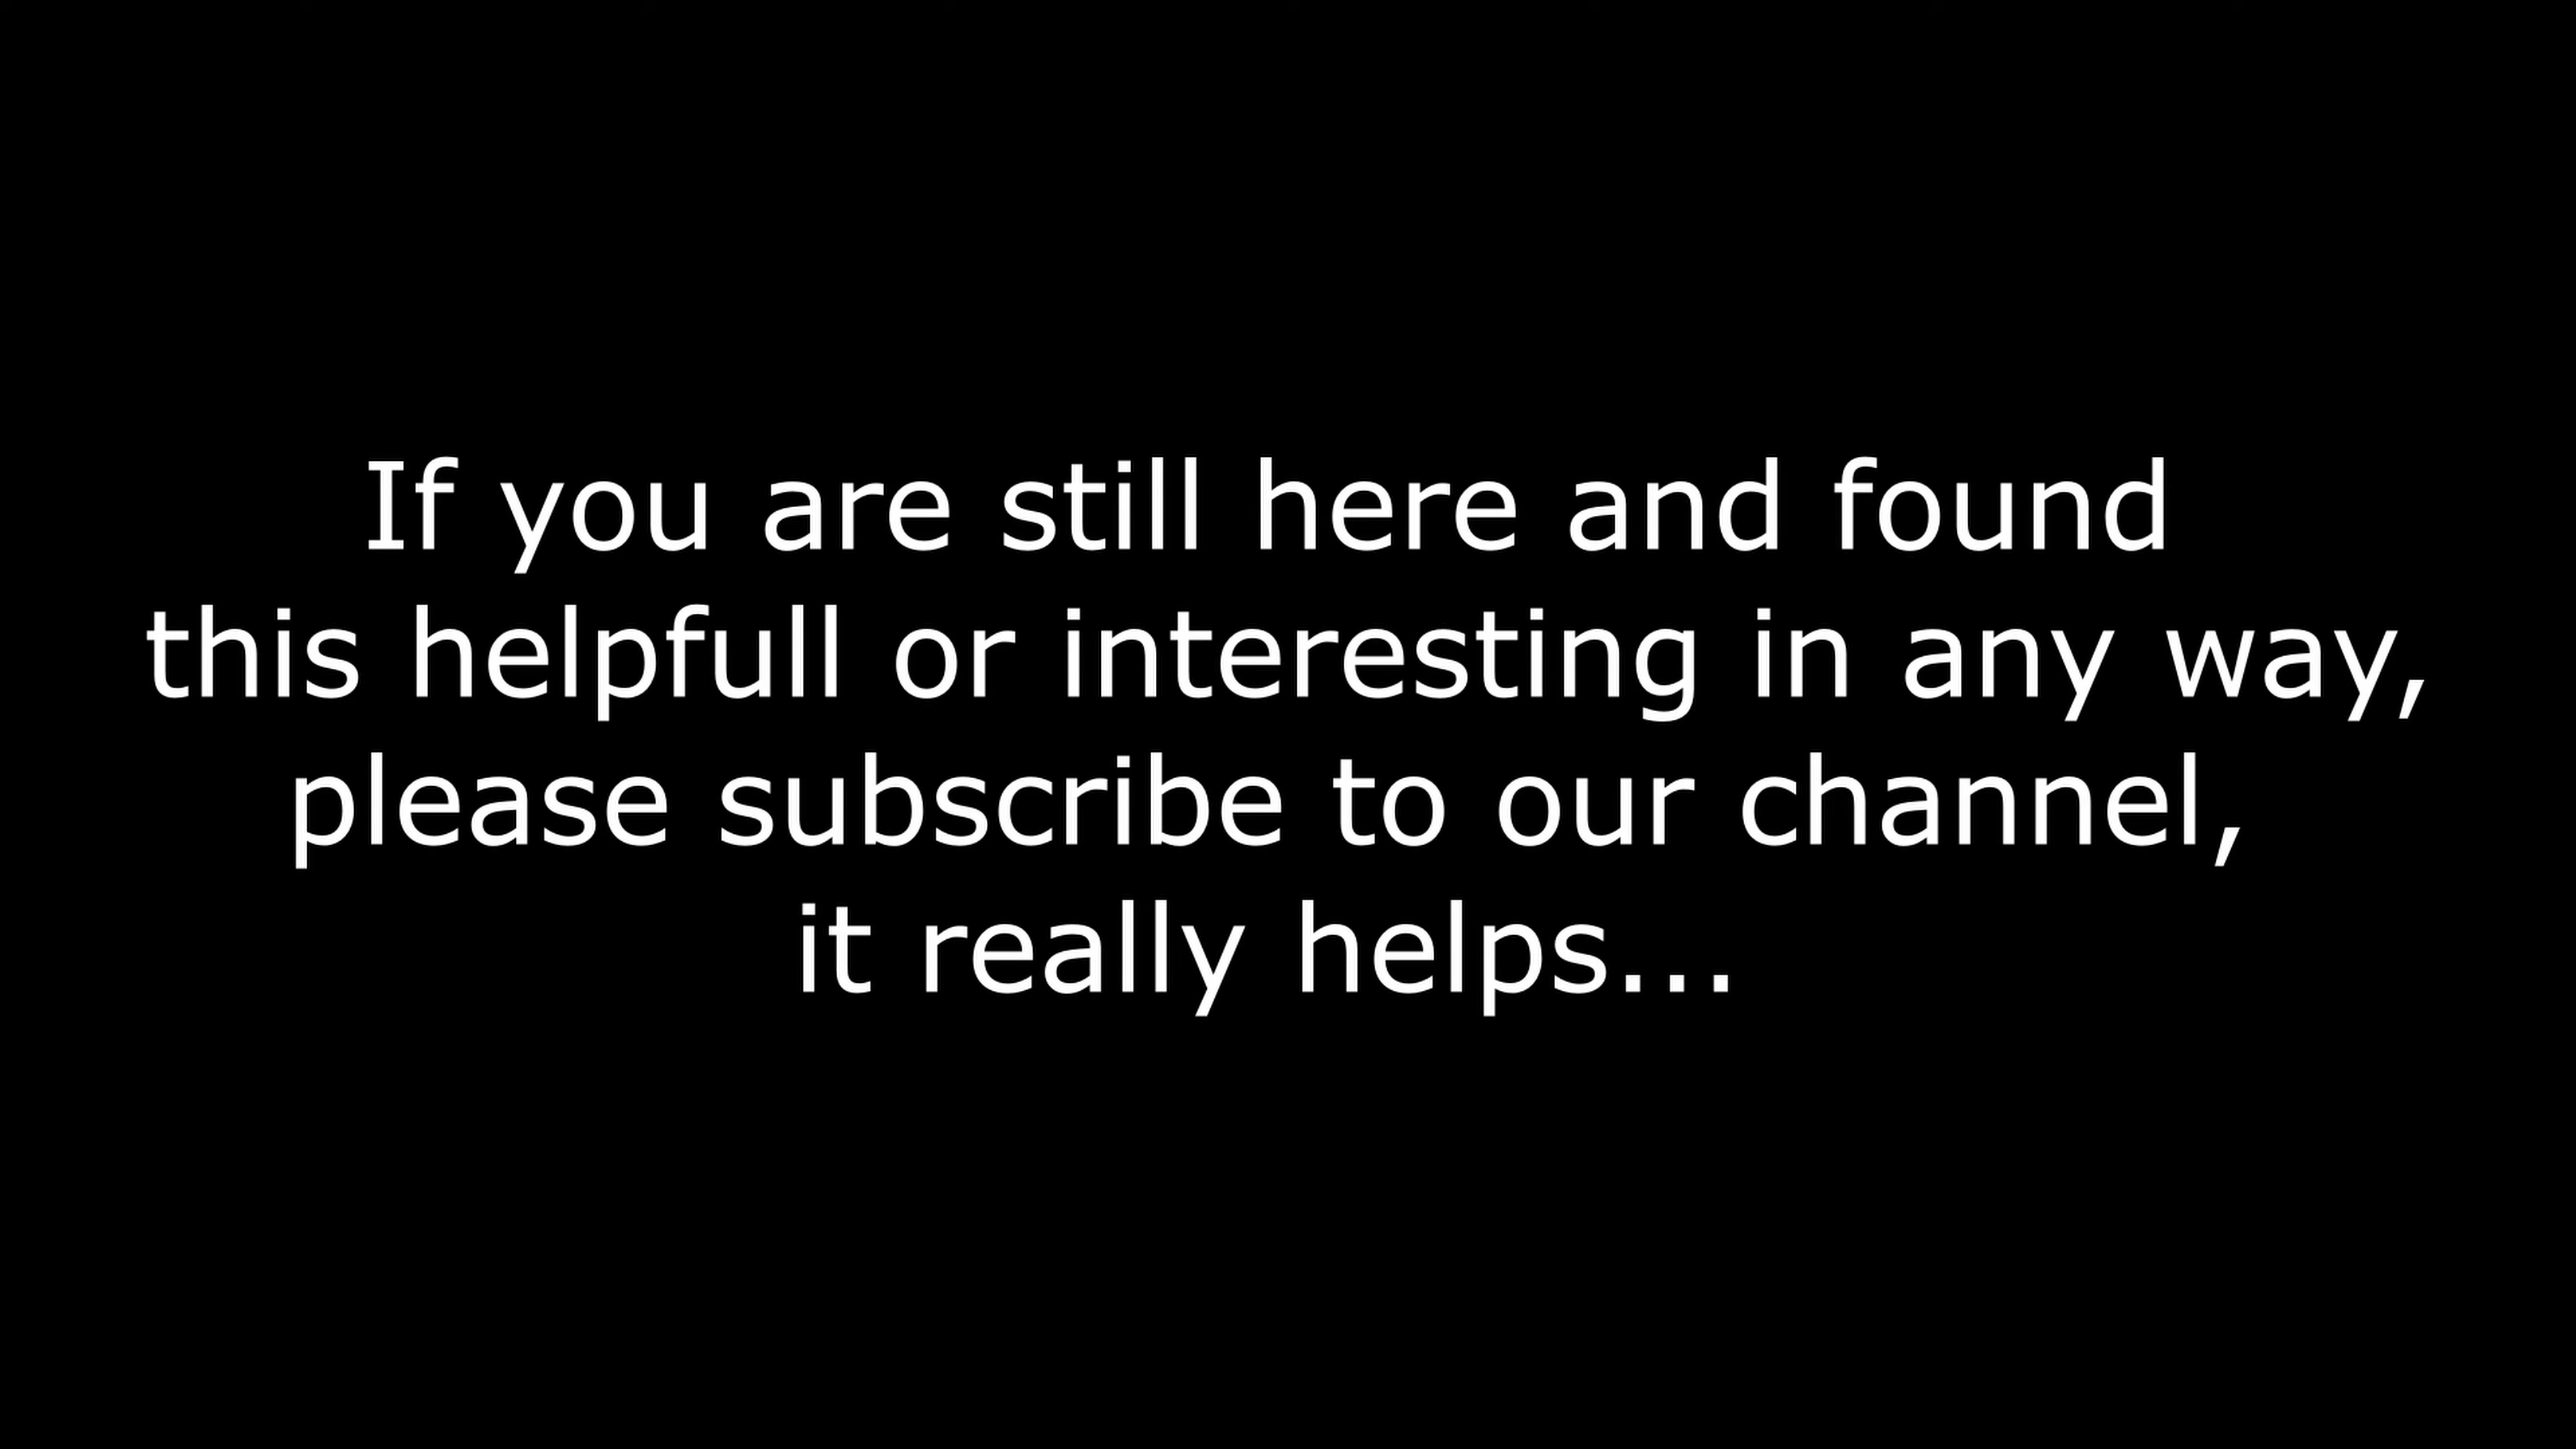 If you are still here and found
this helpfull or interesting in any way,
please subscribe to our channel,
it really helps...